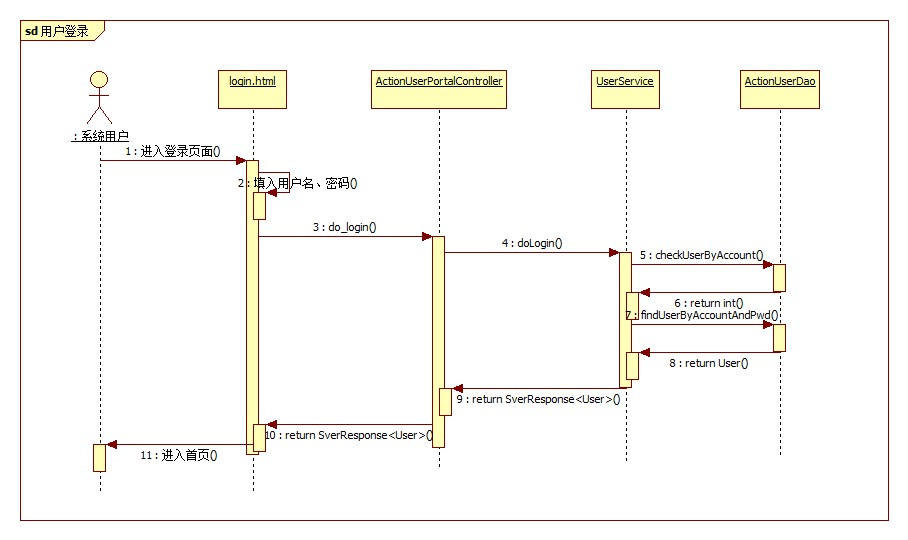 sd 用户登录
login.html
ActionUserPortalController
UserService
ActionUserDao
: 系统用户
1 : 进入登录页面()
2 : 填入用户名、密码()
3 : do_login()
4 : doLogin()
5 : checkUserByAccount()
6 : return int()
7 : findUserByAccountAndPwd()
8 : return User()
9 : return SverResponse<User>()
10 : return SverResponse<User>()
11 : 进入首页()